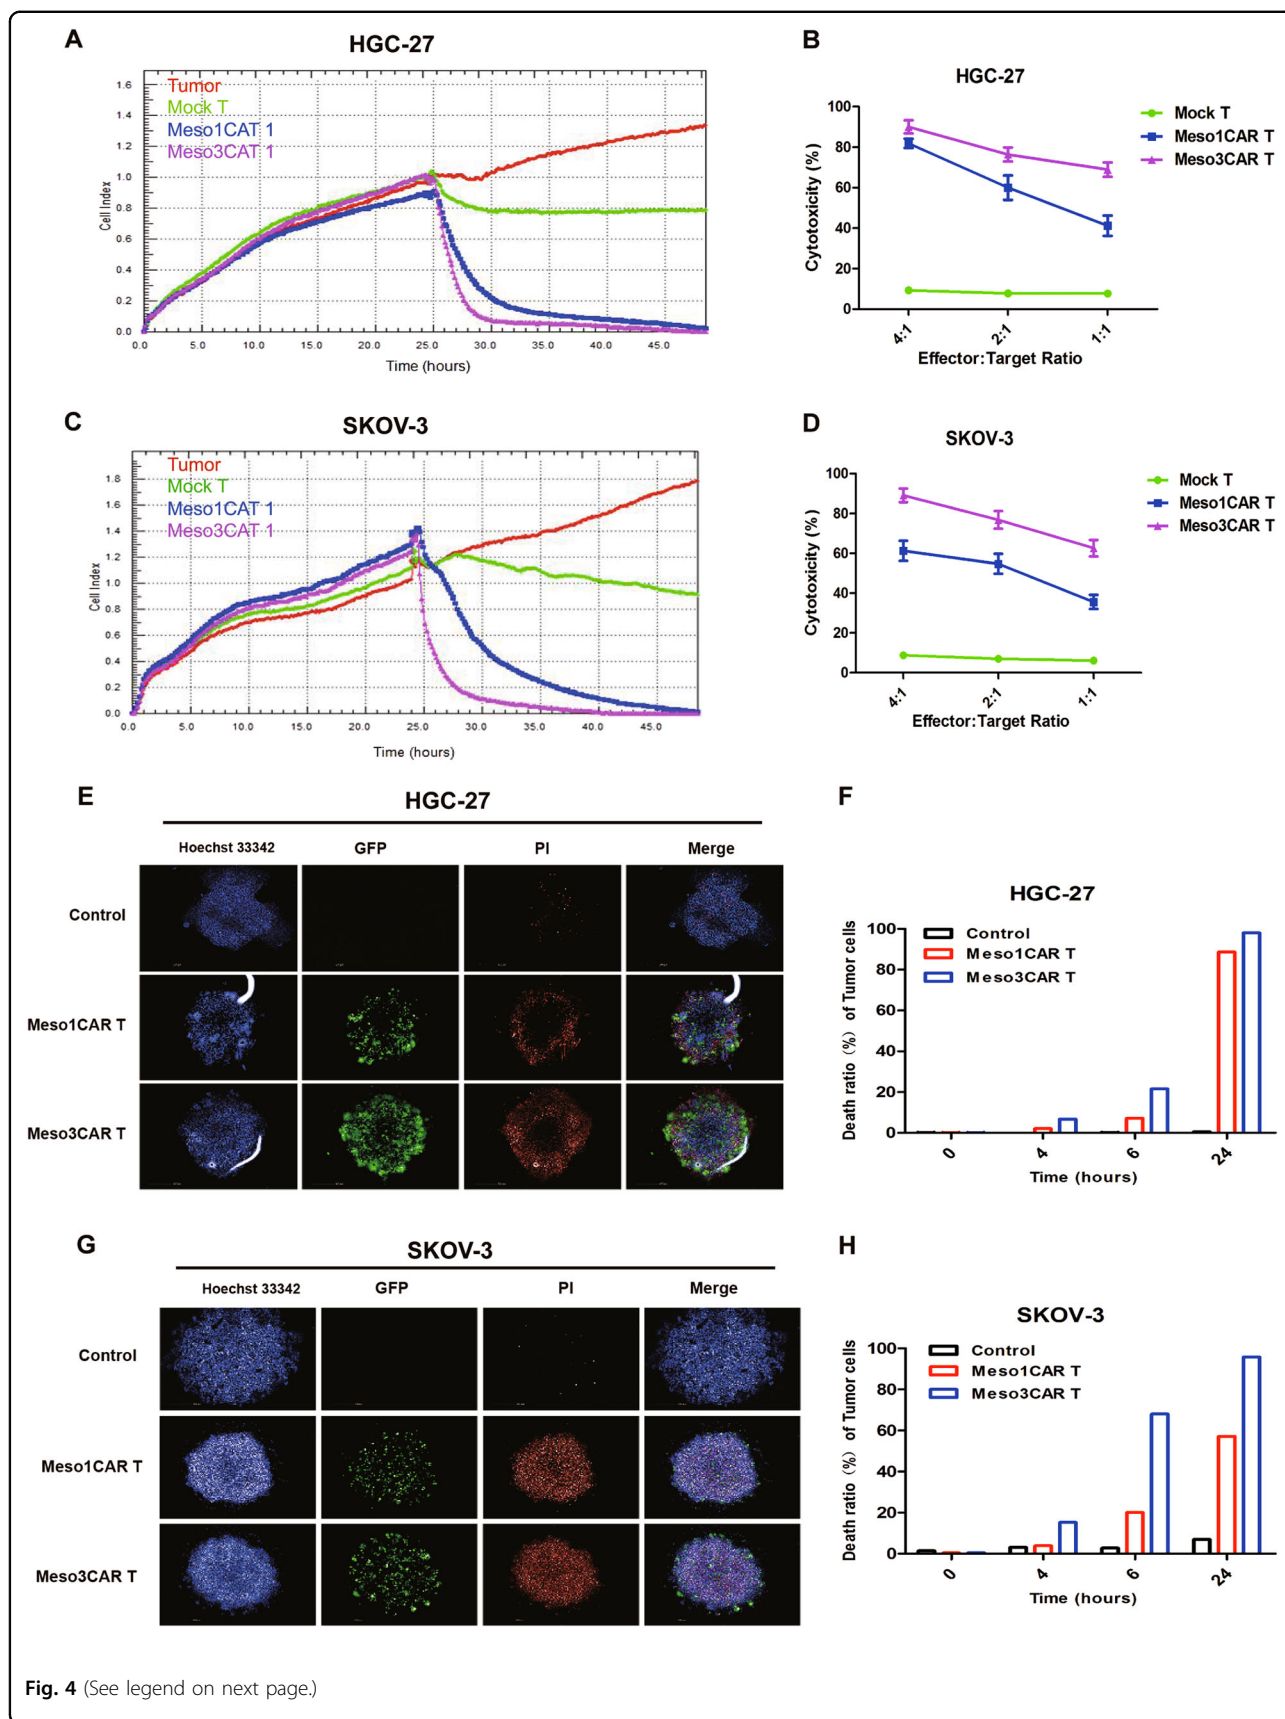 A
HGC-27
Tumor
Mock T
Meso1CAT 1
Meso3CAT 1
1.6
1.4
1.2
1.0
0.8
0.6
0.4
0.2
0.0
Cell Index
0.0 5.0 10.0 15.0 20.0 25.0 30.0 35.0 40.0 45.0
Time (hours)
B
HGC-27
Mock T
Meso1CAR T
Meso3CAR T
100
80
60
40
20
0
Cytotoxicity (%)
4:1 2:1 1:1
Effector:Target Ratio
C
SKOV-3
Tumor
Mock T
Meso1CAT 1
Meso3CAT 1
1.8
1.6
1.4
1.2
1.0
0.8
0.6
0.4
0.2
0.0
Cell Index
0.0 5.0 10.0 15.0 20.0 25.0 30.0 35.0 40.0 45.0
Time (hours)
D
SKOV-3
Mock T
Meso1CAR T
Meso3CAR T
100
80
60
40
20
0
Cytotoxicity (%)
4:1 2:1 1:1
Effector:Target Ratio
E
HGC-27
Hoechst 33342 GFP PI Merge
Control
Meso1CAR T
Meso3CAR T
F
HGC-27
Control
Meso1CAR T
Meso3CAR T
100
80
60
40
20
0
Death ratio (%) of Tumor cells
0 4 6 24
Time (hours)
G
SKOV-3
Hoechst 33342 GFP PI Merge
Control
Meso1CAR T
Meso3CAR T
H
SKOV-3
Control
Meso1CAR T
Meso3CAR T
100
80
60
40
20
0
Death ratio (%) of Tumor cells
0 4 6 24
Time (hours)
Fig. 4 (See legend on next page.)